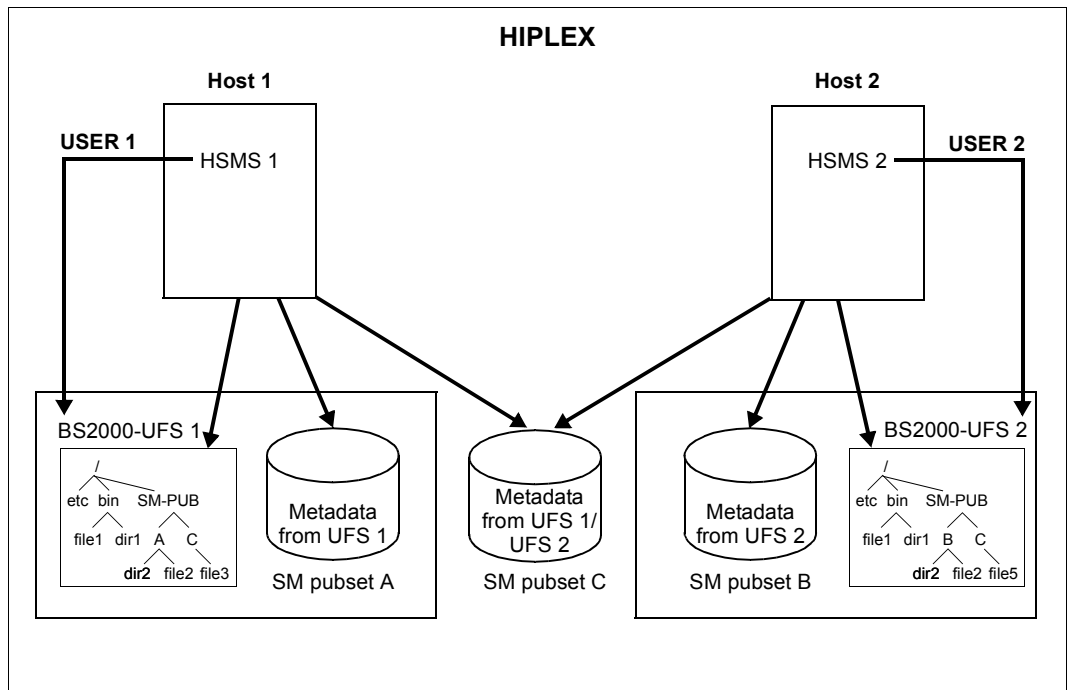 HIPLEX
Host 1
Host 2
USER 1
HSMS 1
HSMS 2
USER 2
BS2000-UFS 1
/
etc bin SM-PUB
file1 dir1 A C
dir2 file2 file3
Metadata
from UFS 1
SM pubset A
Metadata
from UFS 1/
UFS 2
SM pubset C
Metadata
from UFS 2
SM pubset B
BS2000-UFS 2
/
etc bin SM-PUB
file1 dir1 B C
dir2 file2 file5